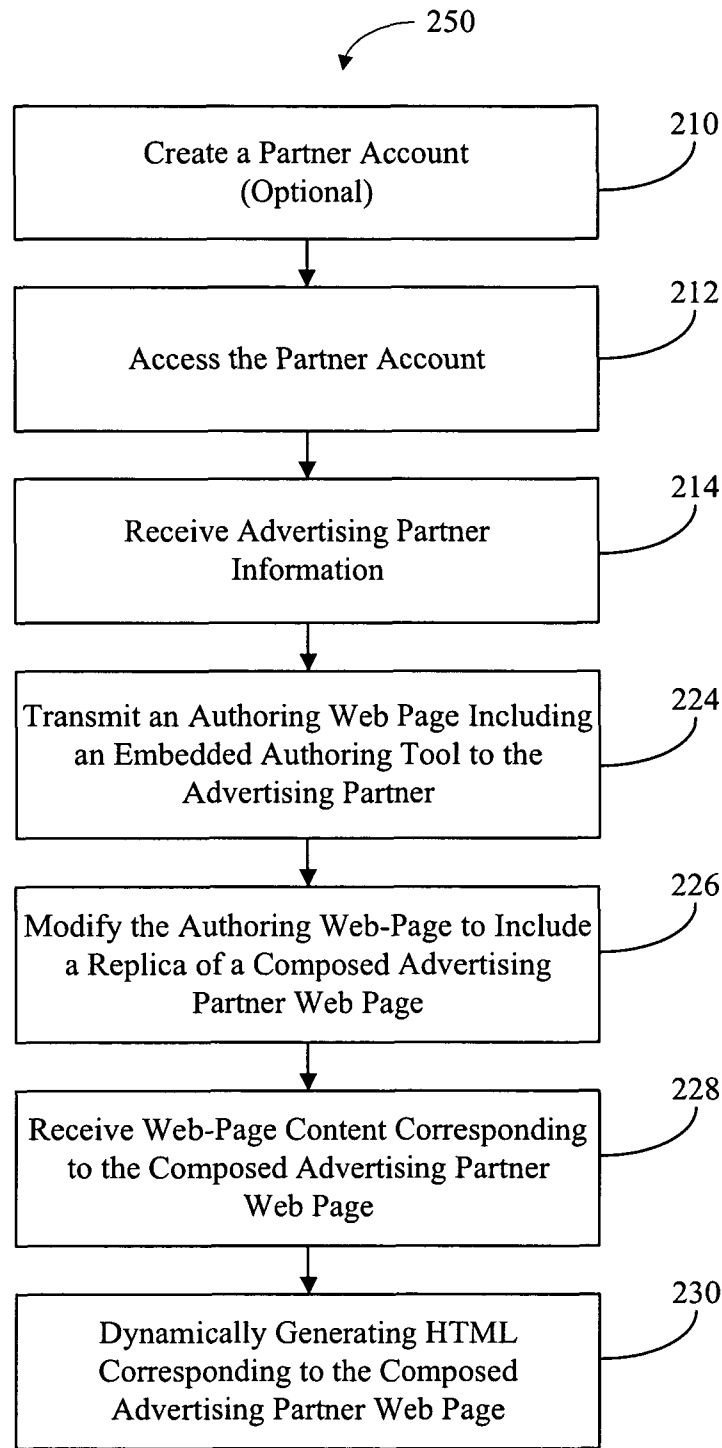 250
210
Create a Partner Account
(Optional)
212
Access the Partner Account
214
Receive Advertising Partner
Information
224
Transmit an Authoring Web Page Including
an Embedded Authoring Tool to the
Advertising Partner
226
Modify the Authoring Web-Page to Include
a Replica of a Composed Advertising
Partner Web Page
228
Receive Web-Page Content Corresponding
to the Composed Advertising Partner
Web Page
230
Dynamically Generating HTML
Corresponding to the Composed
Advertising Partner Web Page